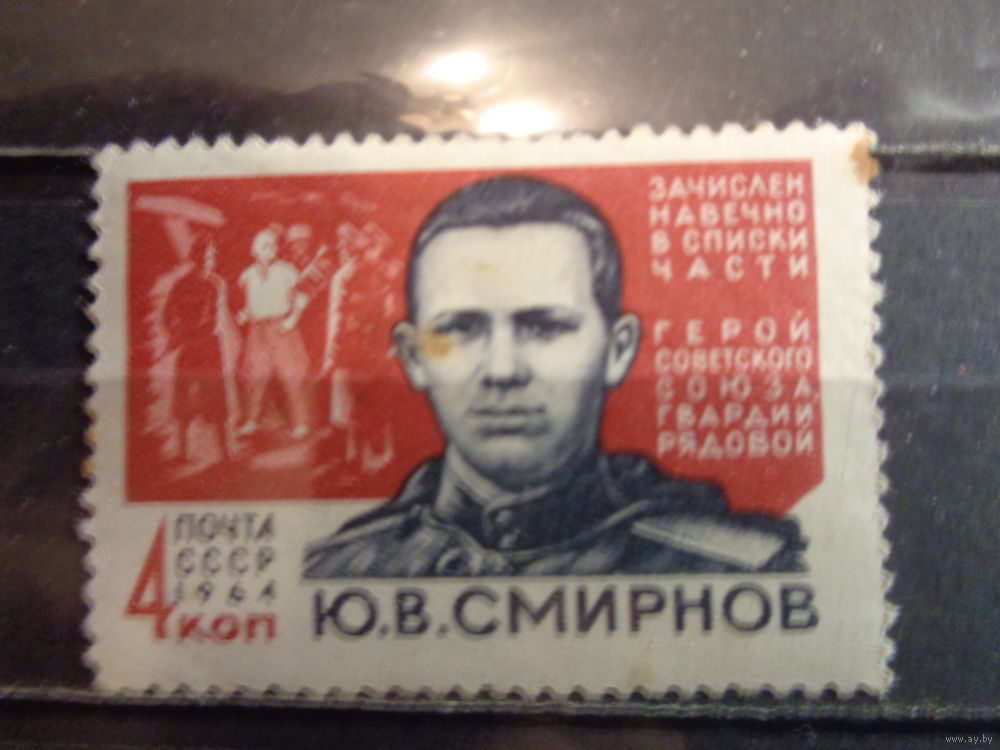 ЗАЧИСЛЕН
НАВЕЧНО
В СПИСКИ
ЧАСТИ
ГЕРОЙ
СОВЕТСКОГО
СОЮЗА,
ГВАРДИИ
РЯДОВОЙ
4
ПОЧТА
СССР
1964
КОП
Ю.В.СМИРНОВ
www.ay.by